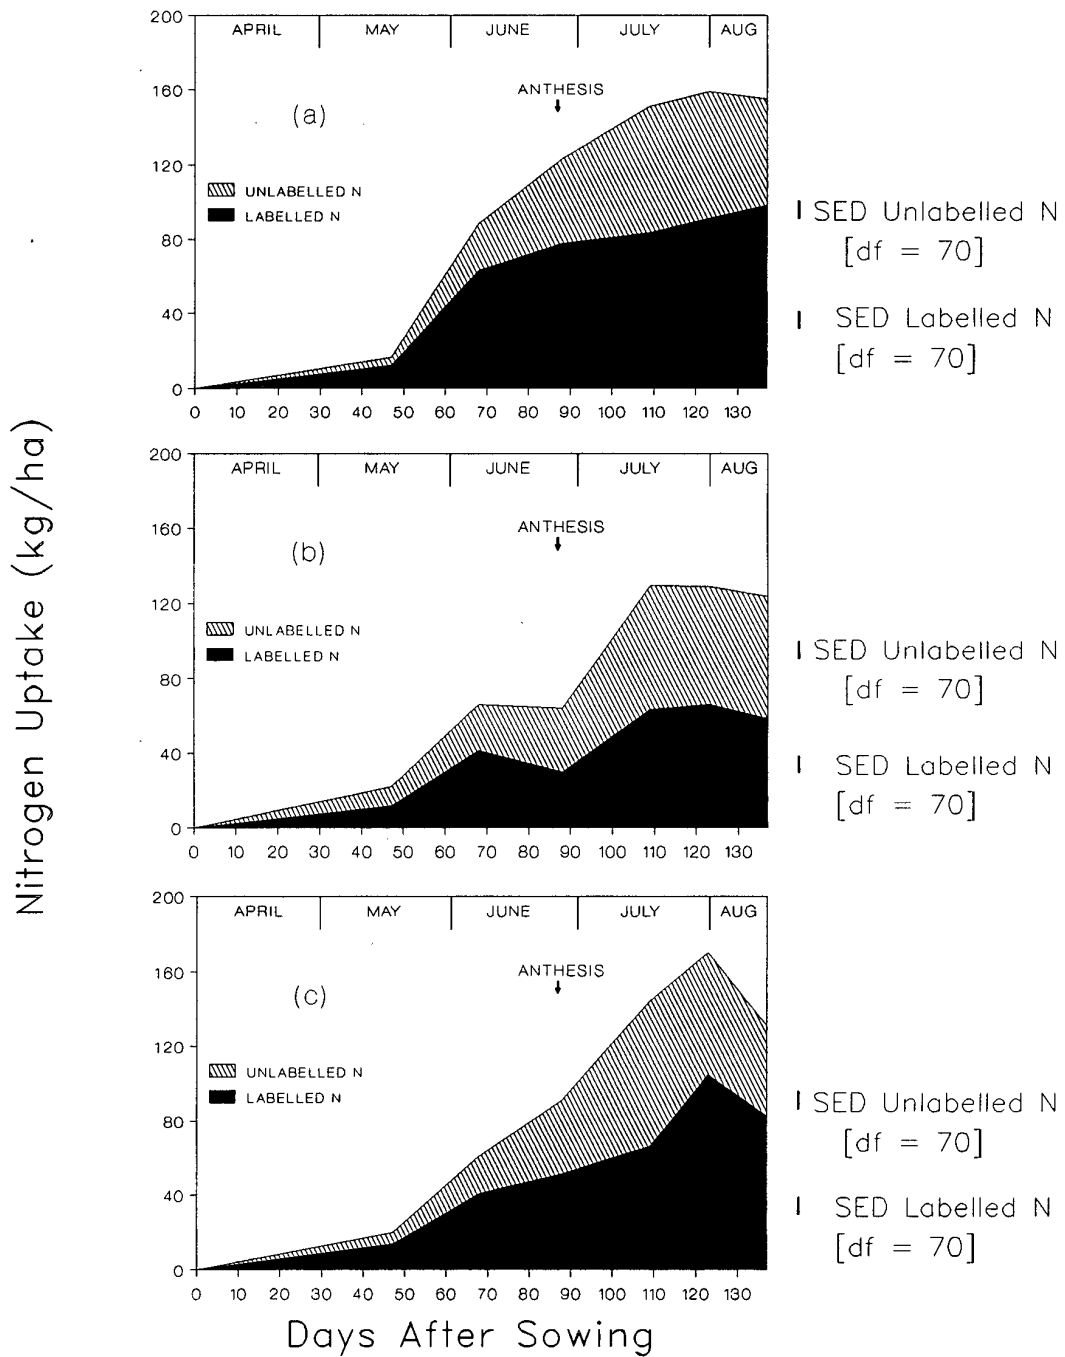 Nitrogen Uptake (kg/ha)
200
160
120
80
40
0
APRIL MAY JUNE JULY AUG
ANTHESIS
(a)
UNLABELLED N
LABELLED N
0 10 20 30 40 50 60 70 80 90 100 110 120 130
SED Unlabelled N
[df = 70]
SED Labelled N
[df = 70]
200
160
120
80
40
0
APRIL MAY JUNE JULY AUG
ANTHESIS
(b)
UNLABELLED N
LABELLED N
0 10 20 30 40 50 60 70 80 90 100 110 120 130
SED Unlabelled N
[df = 70]
SED Labelled N
[df = 70]
200
160
120
80
40
0
APRIL MAY JUNE JULY AUG
ANTHESIS
(c)
UNLABELLED N
LABELLED N
0 10 20 30 40 50 60 70 80 90 100 110 120 130
SED Unlabelled N
[df = 70]
SED Labelled N
[df = 70]
Days After Sowing